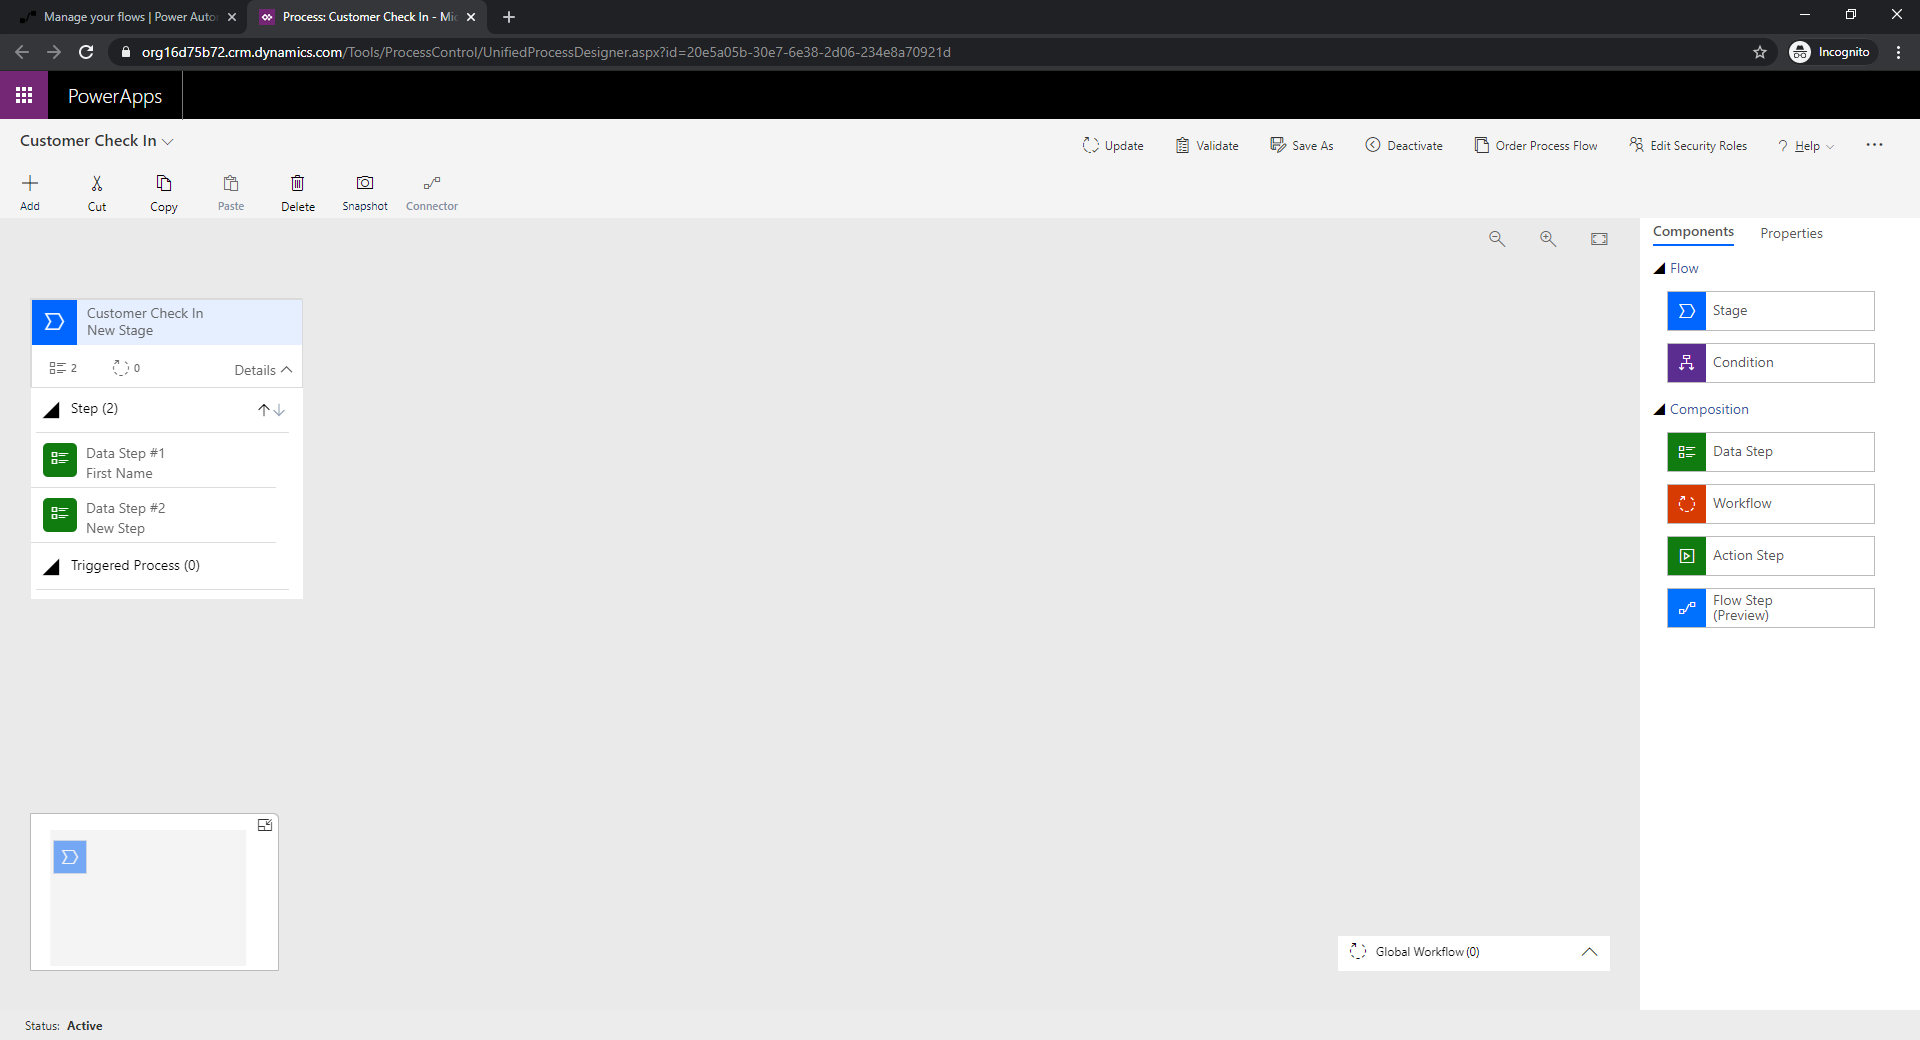 Manage your flows | Power Autor
Process: Customer Check In - Mic
org16d75b72.crm.dynamics.com/Tools/ProcessControl/UnifiedProcessDesigner.aspx?id=20e5a05b-30e7-6e38-2d06-234e8a70921d
Incognito
PowerApps
Customer Check In
Update
Validate
Save As
Deactivate
Order Process Flow
Edit Security Roles
? Help
Add
Cut
Copy
Paste
Delete
Snapshot
Connector
Components
Properties
Flow
Stage
Condition
Composition
Data Step
Workflow
Action Step
Flow Step
(Preview)
Customer Check In
New Stage
2
0
Details
Step (2)
Data Step #1
First Name
Data Step #2
New Step
Triggered Process (0)
Global Workflow (0)
Status: Active